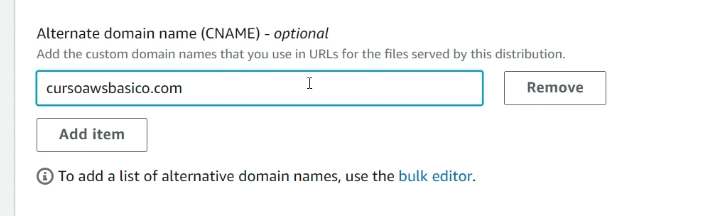 Alternate domain name (CNAME) - optional
Add the custom domain names that you use in URLs for the files served by this distribution.
cursoawsbasico.com
Remove
Add item
To add a list of alternative domain names, use the bulk editor.